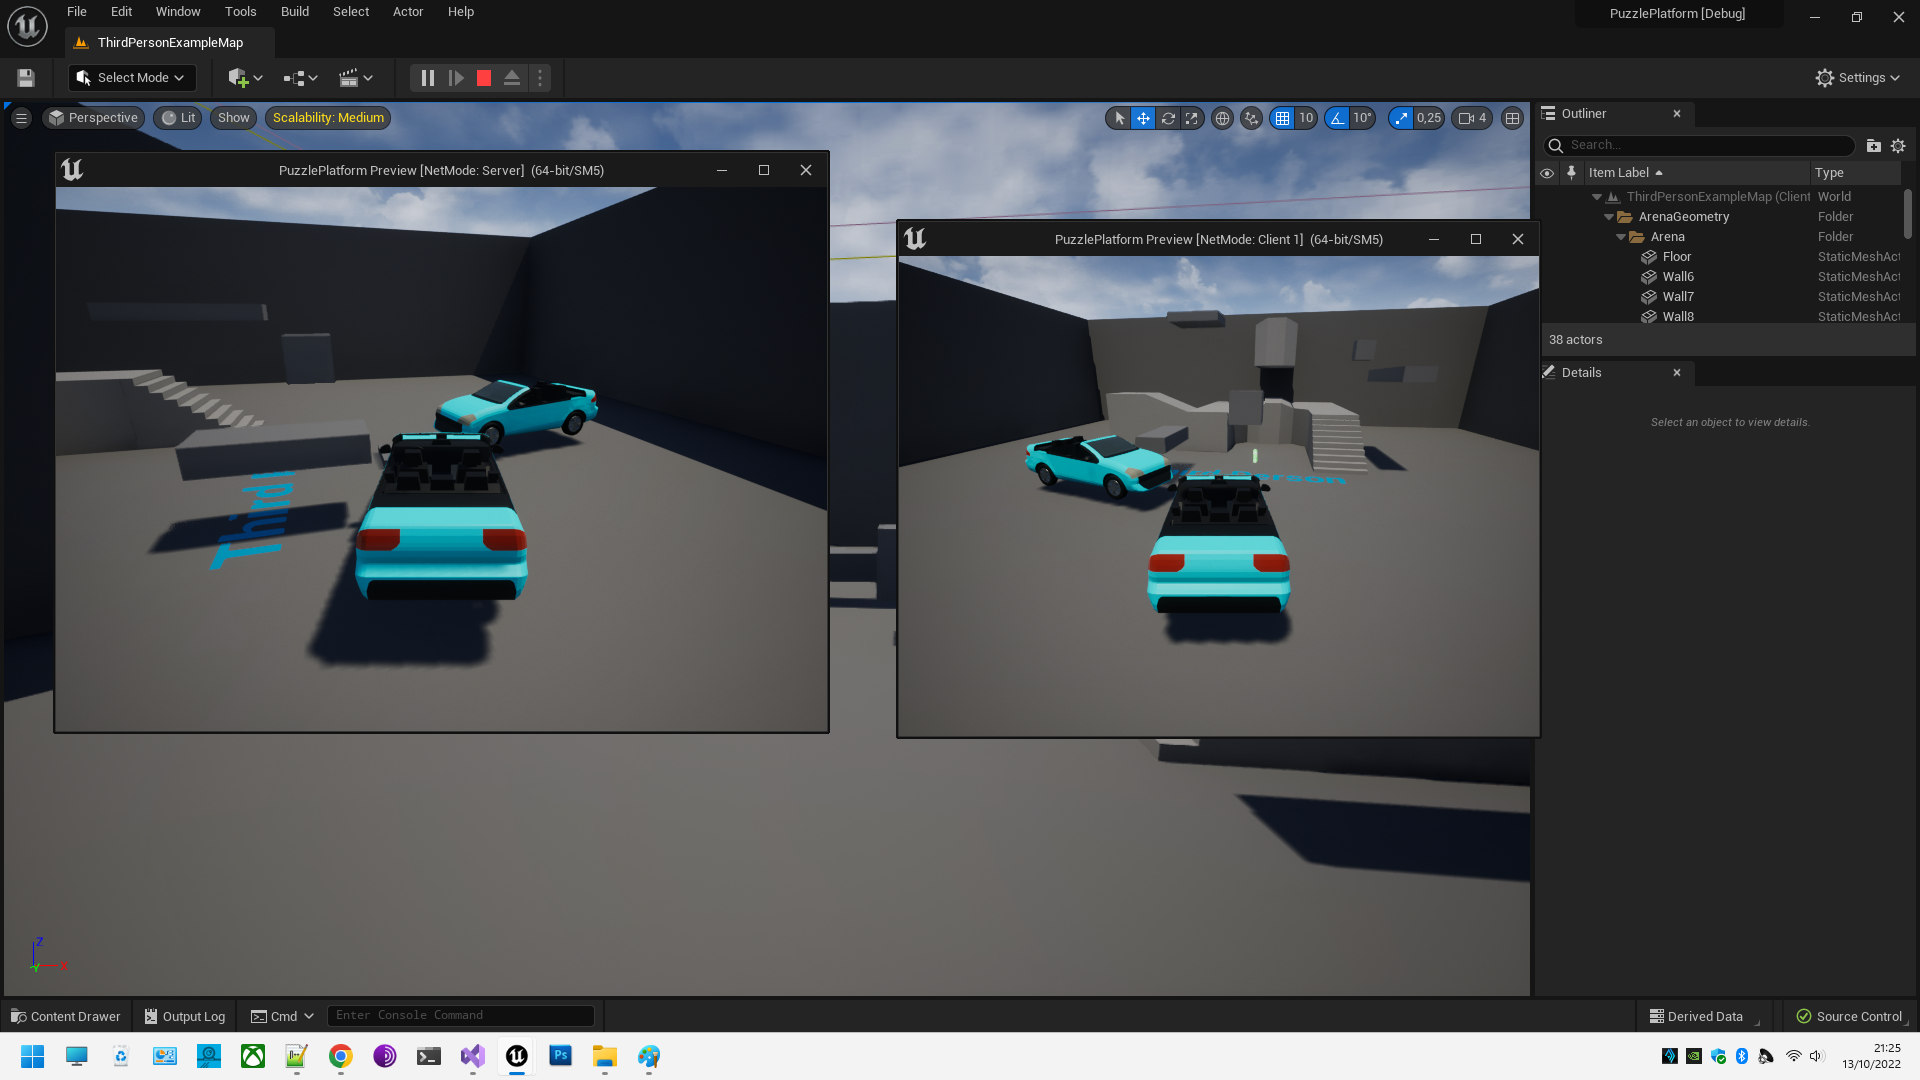 File Edit Window Tools Build Select Actor Help
PuzzlePlatform [Debug]
ThirdPersonExampleMap
Select Mode
Settings
Perspective Lit Show Scalability: Medium
10 10° 0,25 4
Outliner
Search...
Item Label Type
ThirdPersonExampleMap (Client World
ArenaGeometry Folder
Arena Folder
Floor StaticMeshAct
Wall6 StaticMeshAct
Wall7 StaticMeshAct
Wall8 StaticMeshAct
38 actors
Details
Select an object to view details.
PuzzlePlatform Preview [NetMode: Server] (64-bit/SM5)
Third
PuzzlePlatform Preview [NetMode: Client 1] (64-bit/SM5)
Z
Y X
Content Drawer Output Log Cmd Enter Console Command
Derived Data Source Control
Ps
21:25
13/10/2022